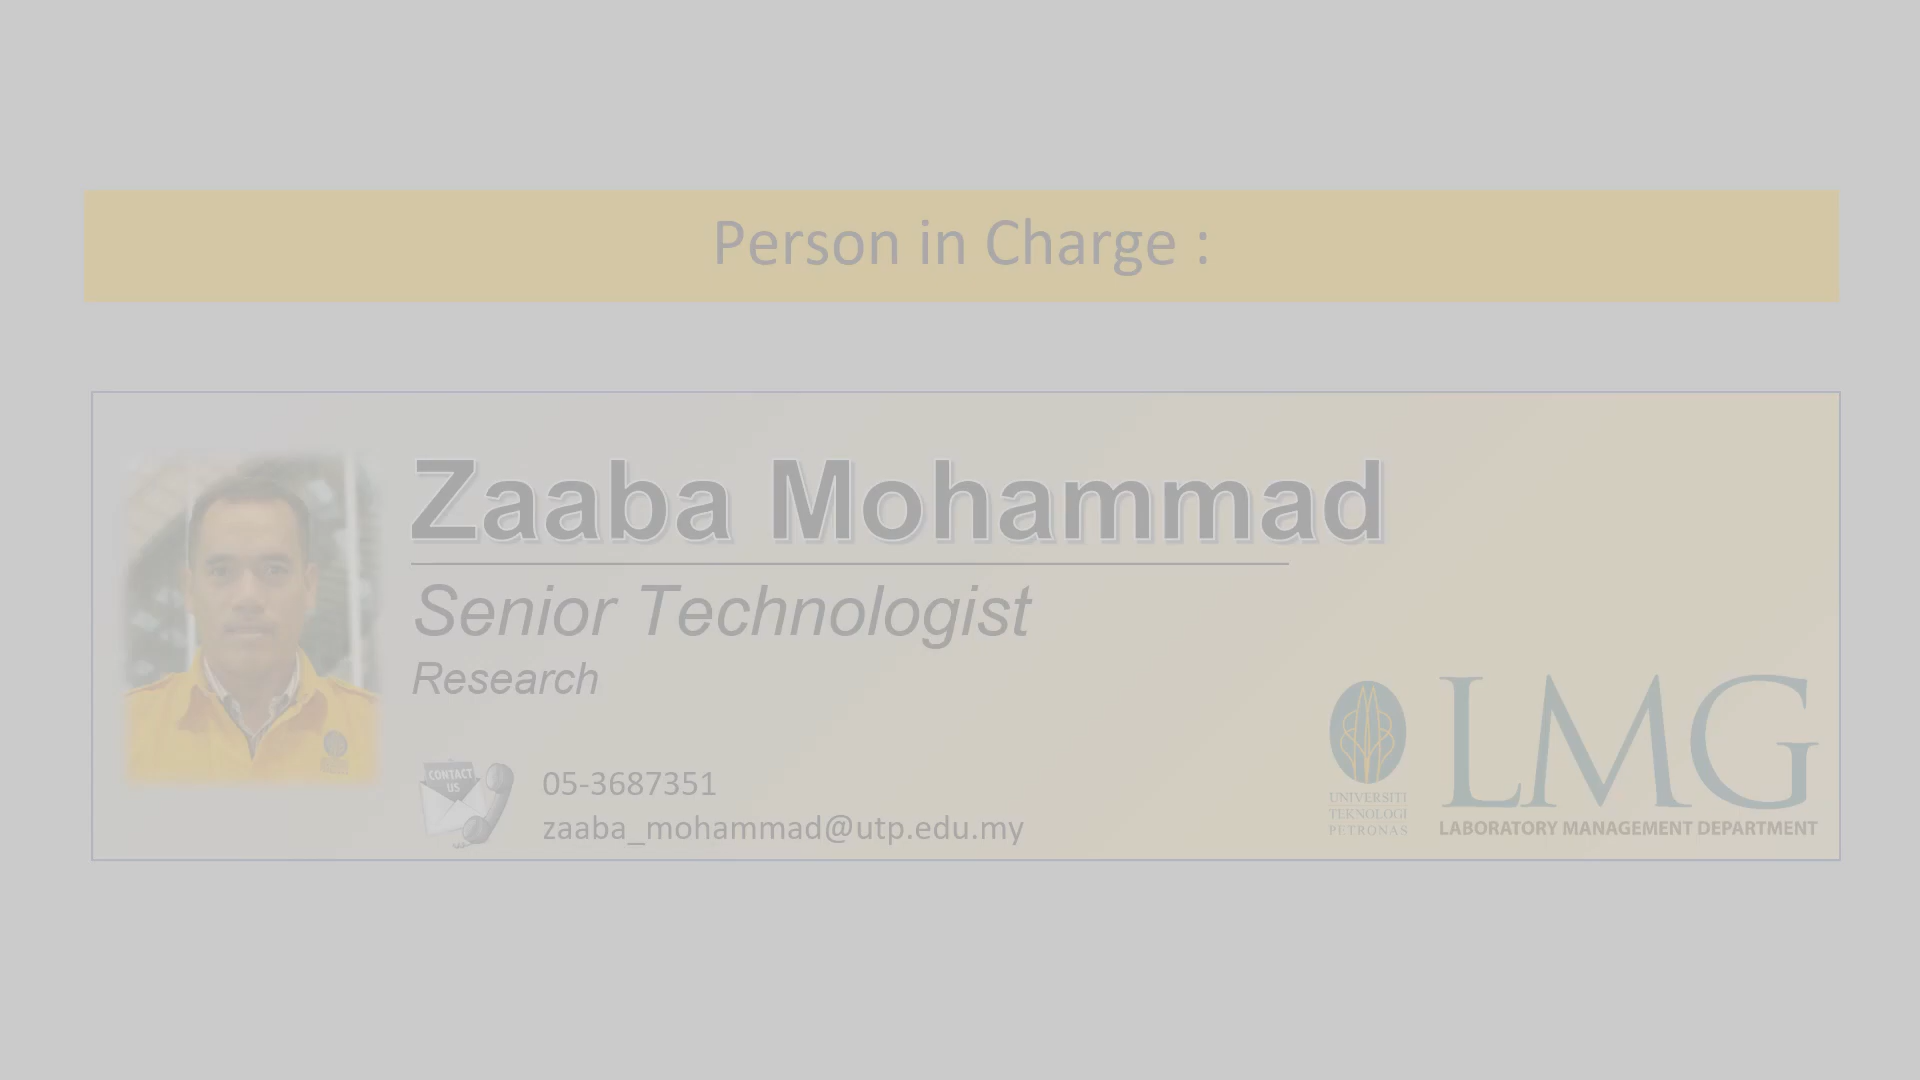 Person in Charge :
Zaaba Mohammad
Senior Technologist
Research
CONTACT
US
05-3687351
zaaba_mohammad@utp.edu.my
UNIVERSITI
TEKNOLOGI
PETRONAS
LMG
LABORATORY MANAGEMENT DEPARTMENT